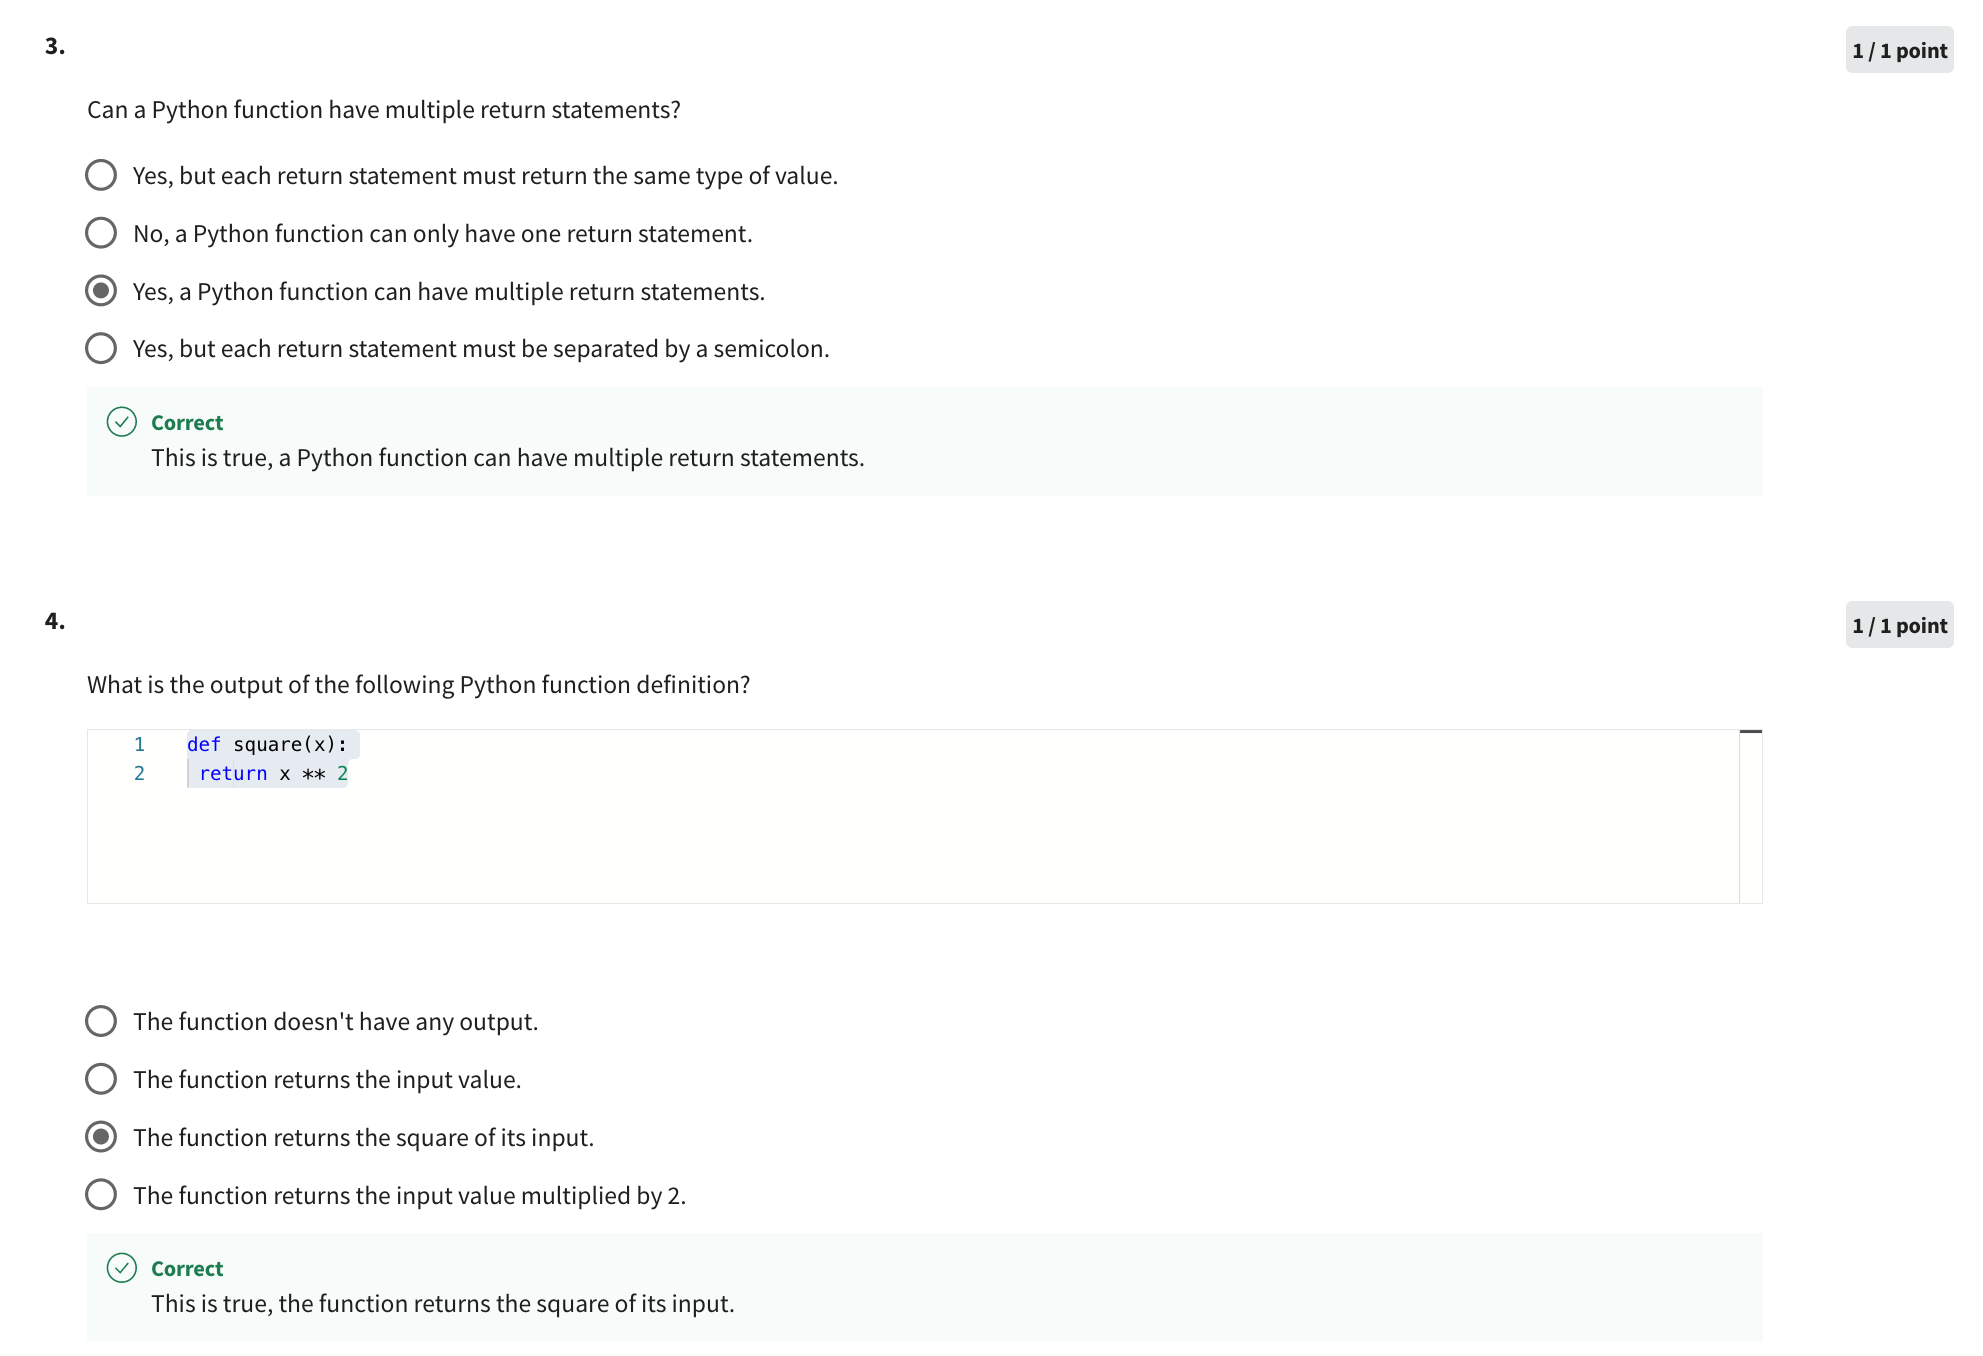 3.
1 / 1 point
Can a Python function have multiple return statements?
Yes, but each return statement must return the same type of value.
No, a Python function can only have one return statement.
Yes, a Python function can have multiple return statements.
Yes, but each return statement must be separated by a semicolon.
Correct
This is true, a Python function can have multiple return statements.
4.
1 / 1 point
What is the output of the following Python function definition?
1 def square(x):
2 return x ** 2
The function doesn't have any output.
The function returns the input value.
The function returns the square of its input.
The function returns the input value multiplied by 2.
Correct
This is true, the function returns the square of its input.